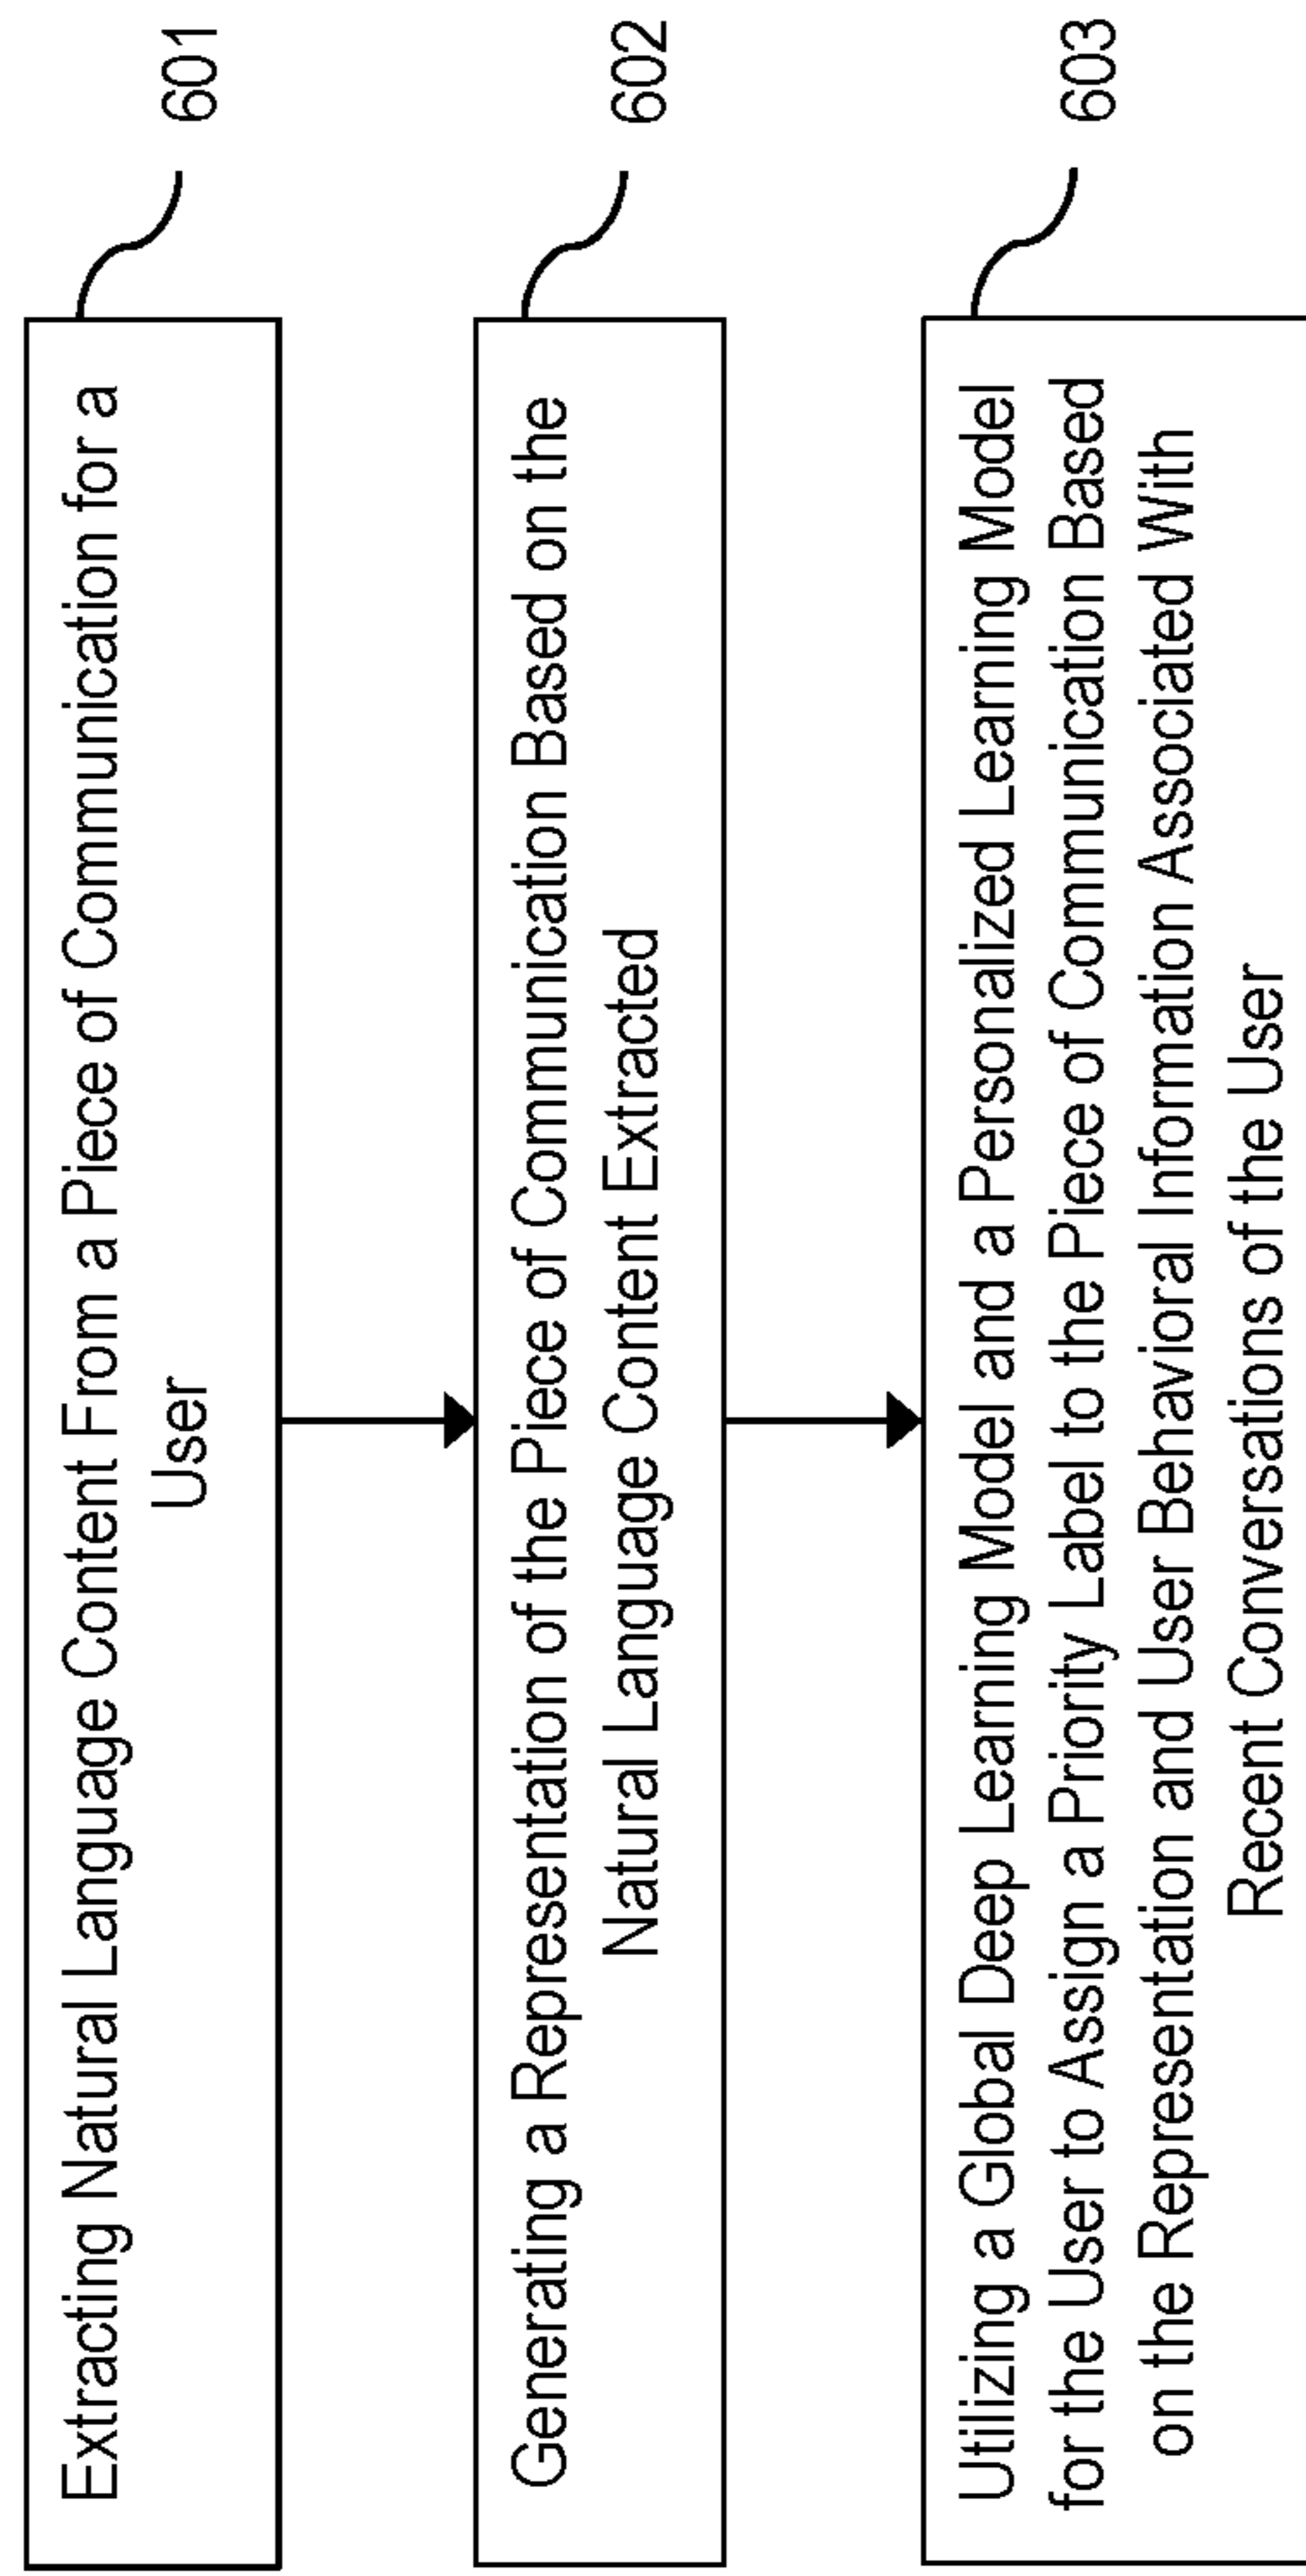 Extracting Natural Language Content From a Piece of Communication for a
User
601
Generating a Representation of the Piece of Communication Based on the
Natural Language Content Extracted
602
Utilizing a Global Deep Learning Model and a Personalized Learning Model
for the User to Assign a Priority Label to the Piece of Communication Based
on the Representation and User Behavioral Information Associated With
Recent Conversations of the User
603